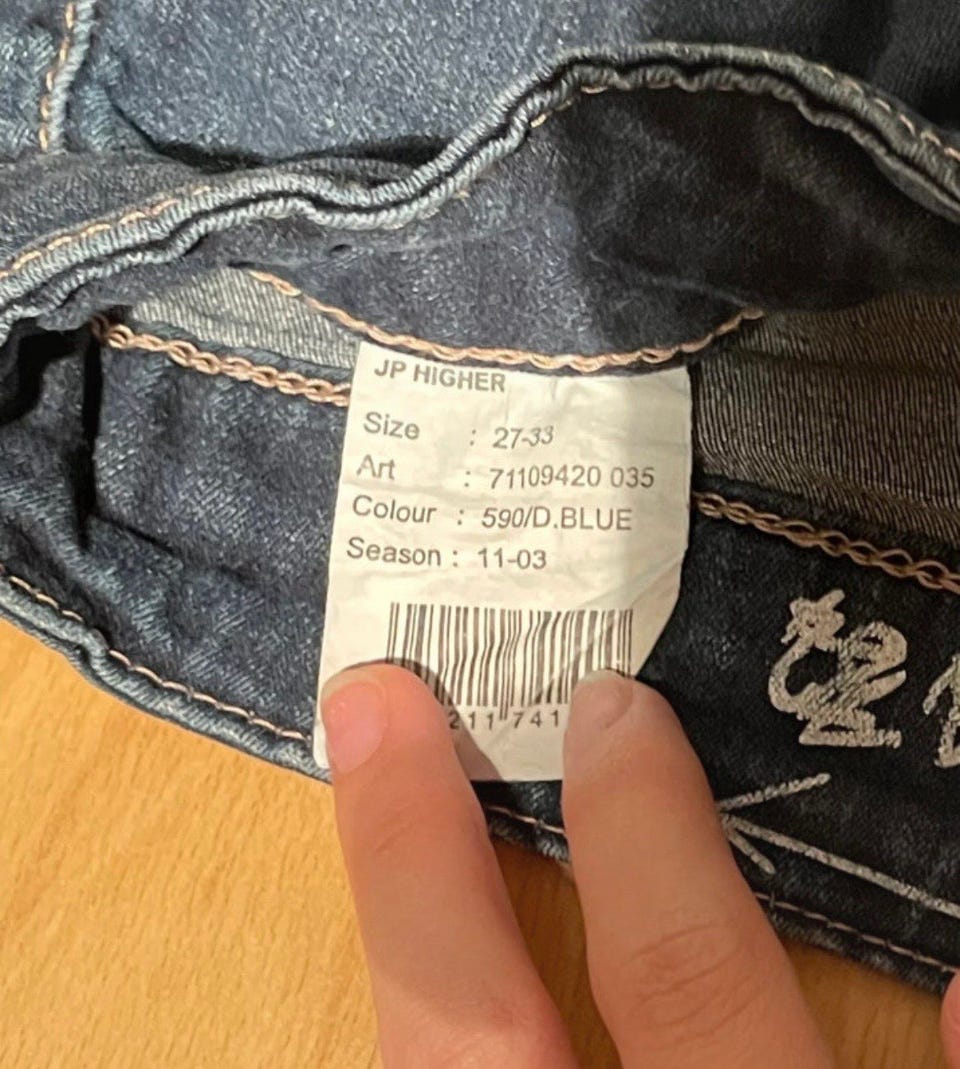 JP HIGHER
Size : 27-33
Art : 71109420 035
Colour : 590/D.BLUE
Season : 11-03
211 741